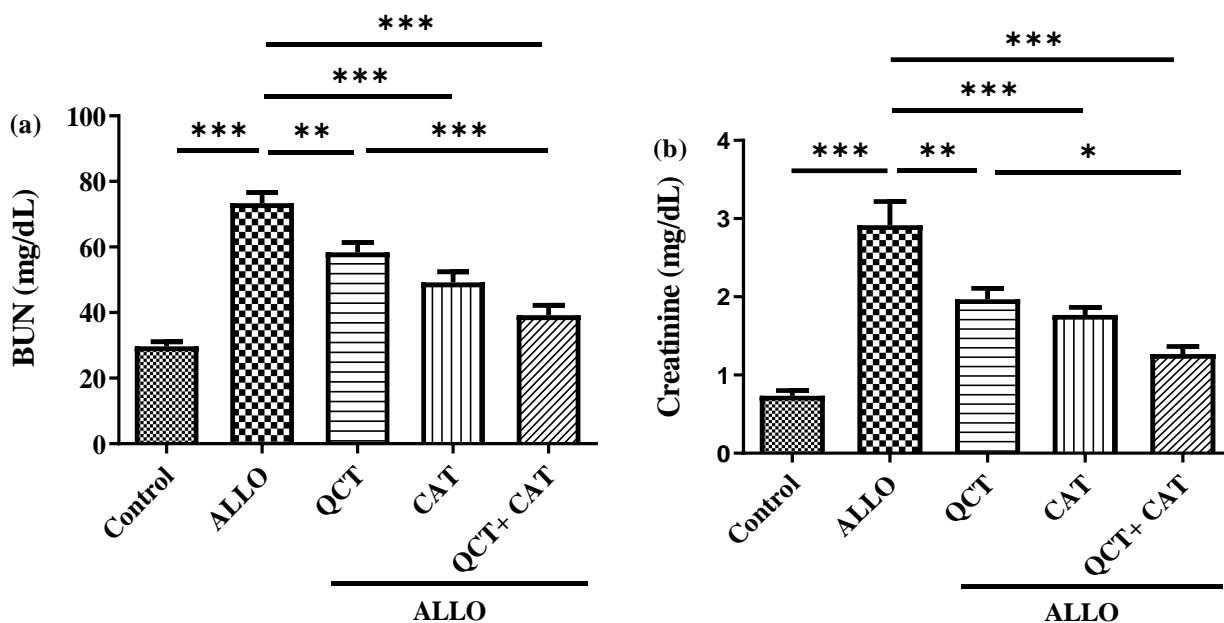 (a)
***
***
*** ** ***
BUN (mg/dL)
100
80
60
40
20
0
Control
ALLO
QCT
CAT
QCT+ CAT
ALLO
(b)
***
***
*** ** *
Creatinine (mg/dL)
4
3
2
1
0
Control
ALLO
QCT
CAT
QCT+ CAT
ALLO